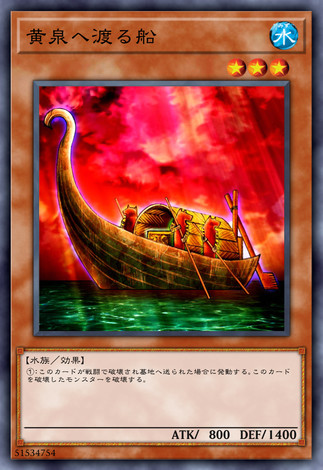 黄泉へ渡る船
水
【水族／効果】
①：このカードが戦闘で破壊され墓地へ送られた場合に発動する。このカード
を破壊したモンスターを破壊する。
ATK/ 800 DEF/1400
51534754